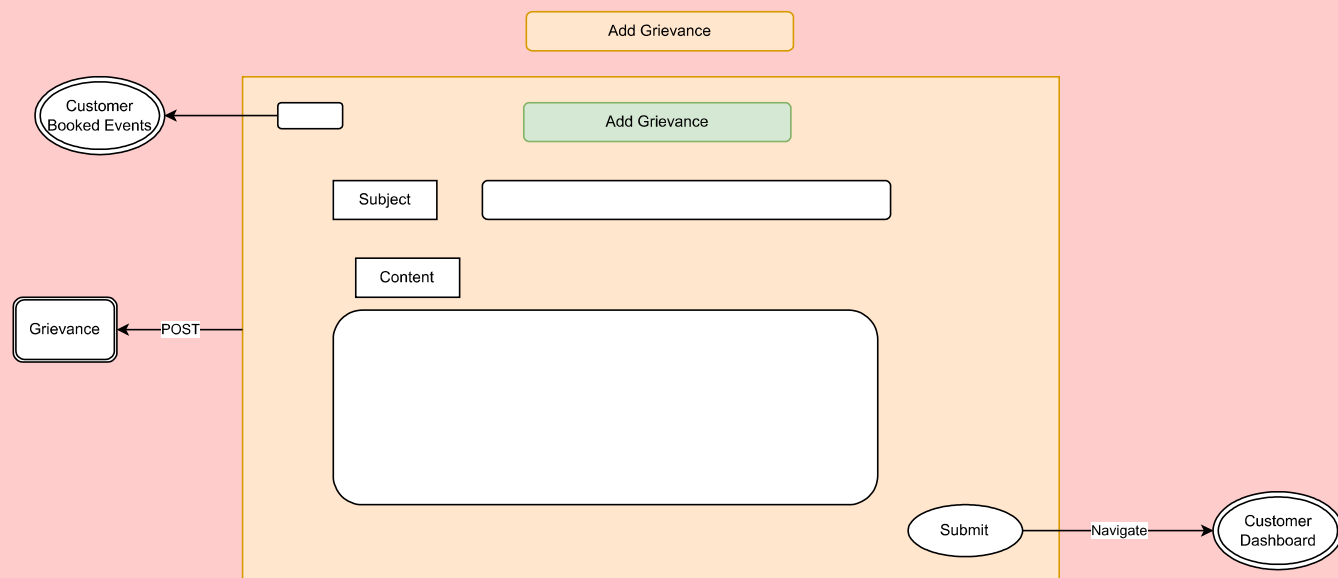 Add Grievance
Customer
Booked Events
Add Grievance
Subject
Content
Grievance
POST
Submit
Navigate
Customer
Dashboard